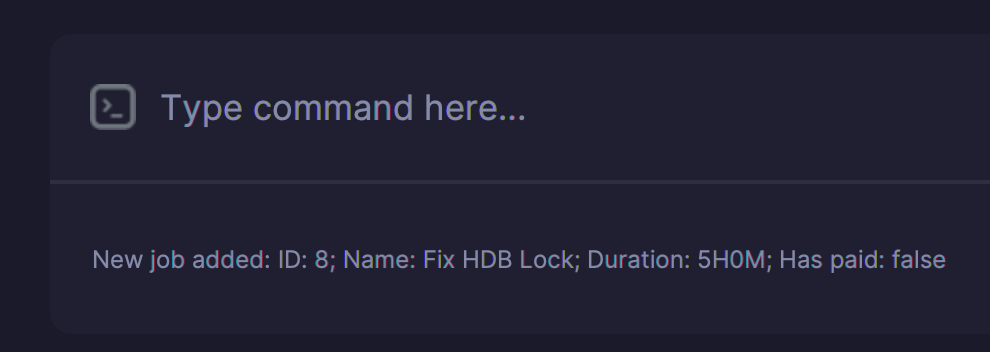 Type command here...
New job added: ID: 8; Name: Fix HDB Lock; Duration: 5H0M; Has paid: false